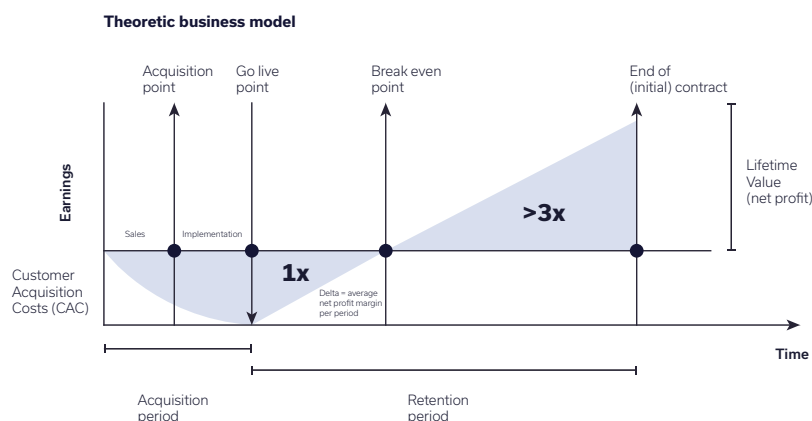 Theoretic business model
Acquisition
point
Go live
point
Break even
point
End of
(initial) contract
Earnings
Lifetime
Value
(net profit)
>3x
Sales
Implementation
1x
Customer
Acquisition
Costs (CAC)
Delta = average
net profit margin
per period
Time
Acquisition
period
Retention
period